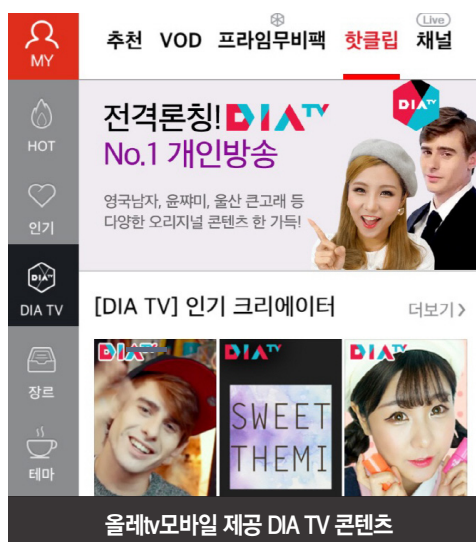 MY
추천 VOD 프라임무비팩 핫클립 Live 채널
HOT
인기
DIA TV
장르
테마
전격론칭! DIA TV
No.1 개인방송
영국남자, 윤쨔미, 울산 큰고래 등
다양한 오리지널 콘텐츠 한 가득!
DIA TV
[DIA TV] 인기 크리에이터 더보기 >
DIA TV
DIA TV
SWEET
THEMI
DIA TV
올레tv모바일 제공 DIA TV 콘텐츠